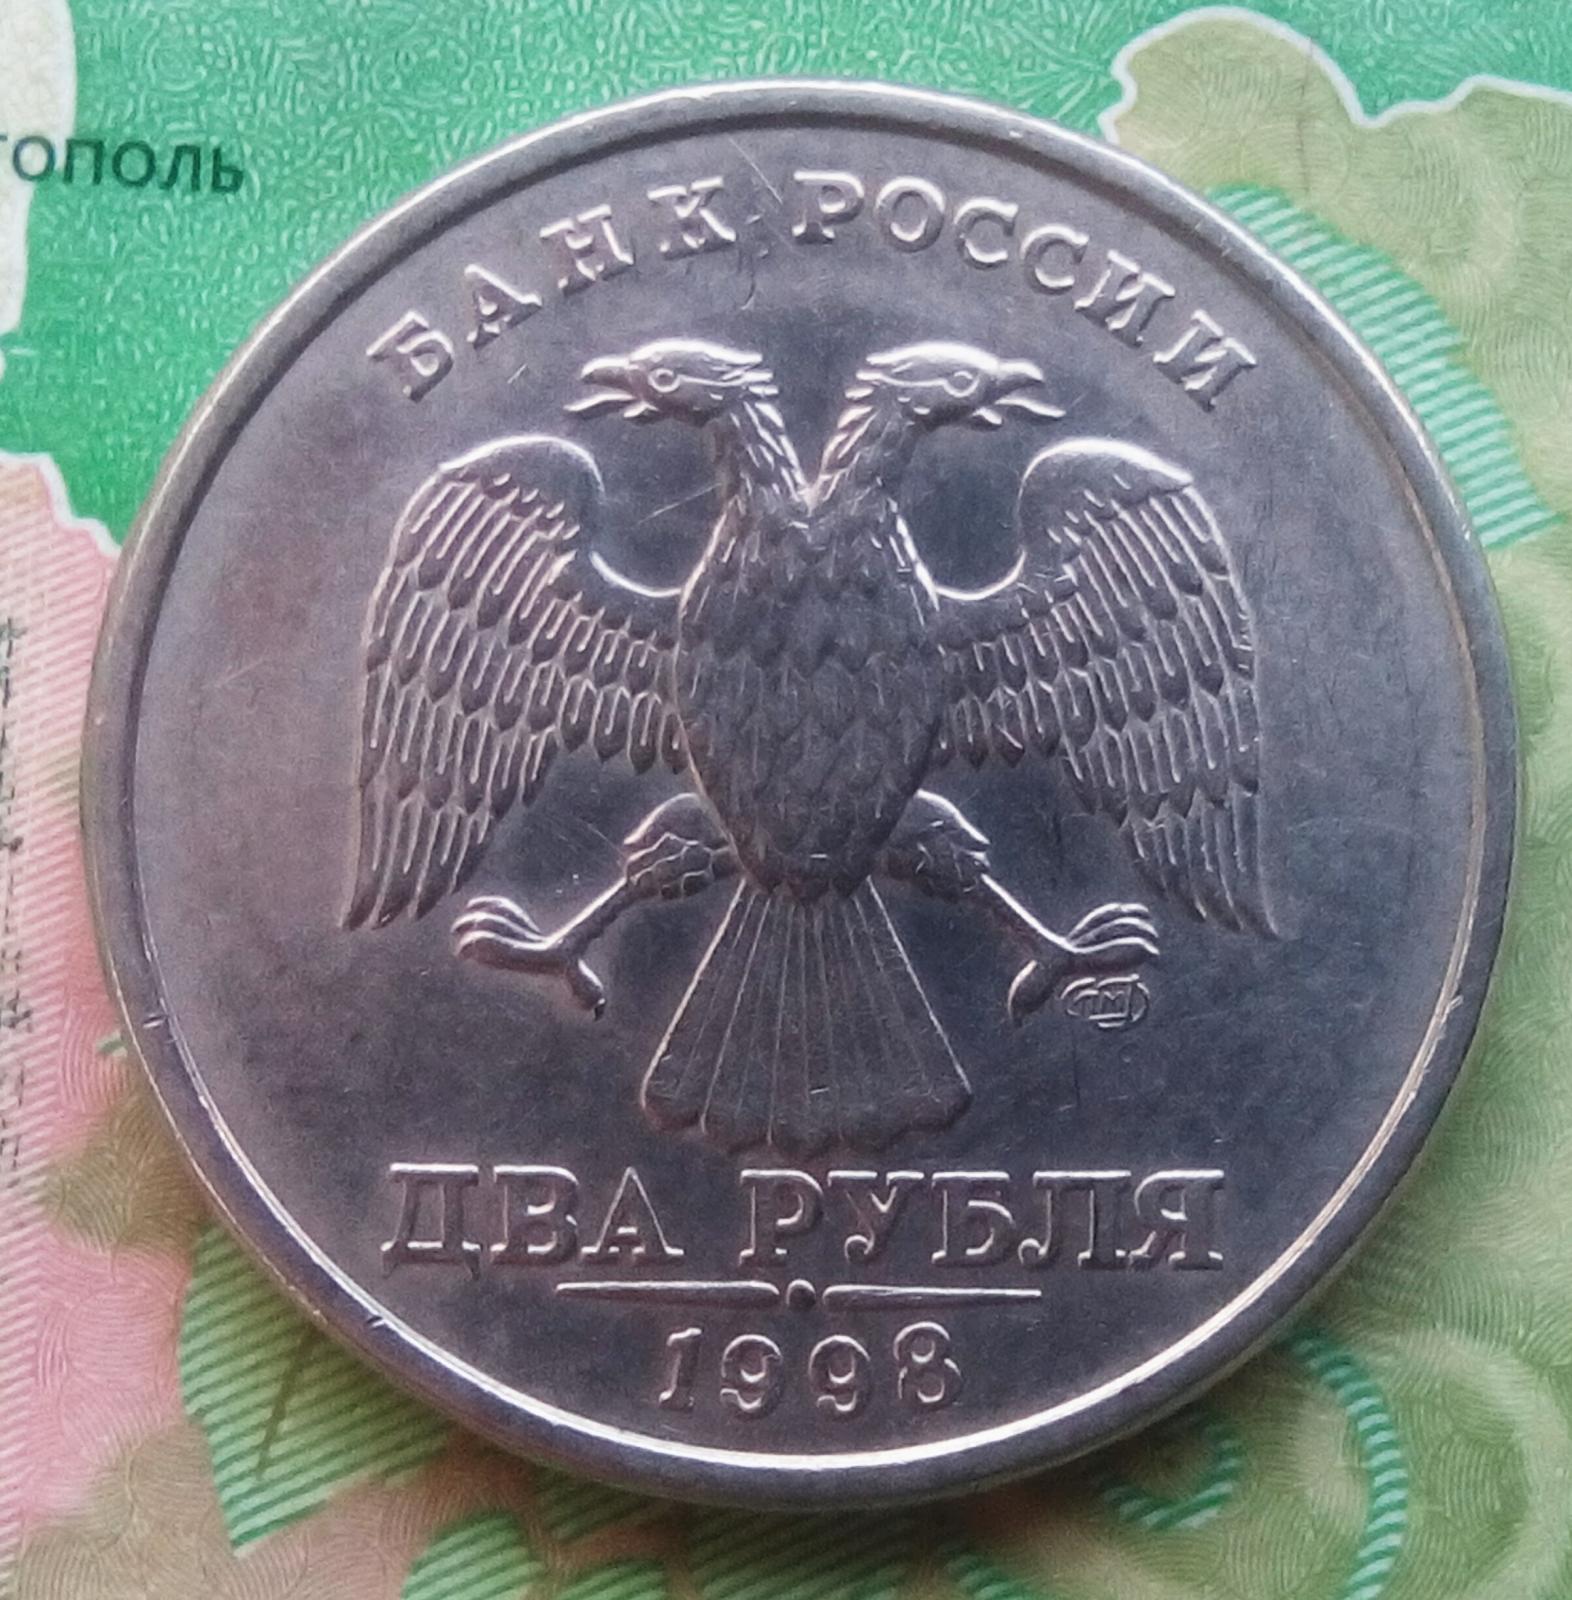 тополь
БАНК РОССИИ
ДВА РУБЛЯ
1998